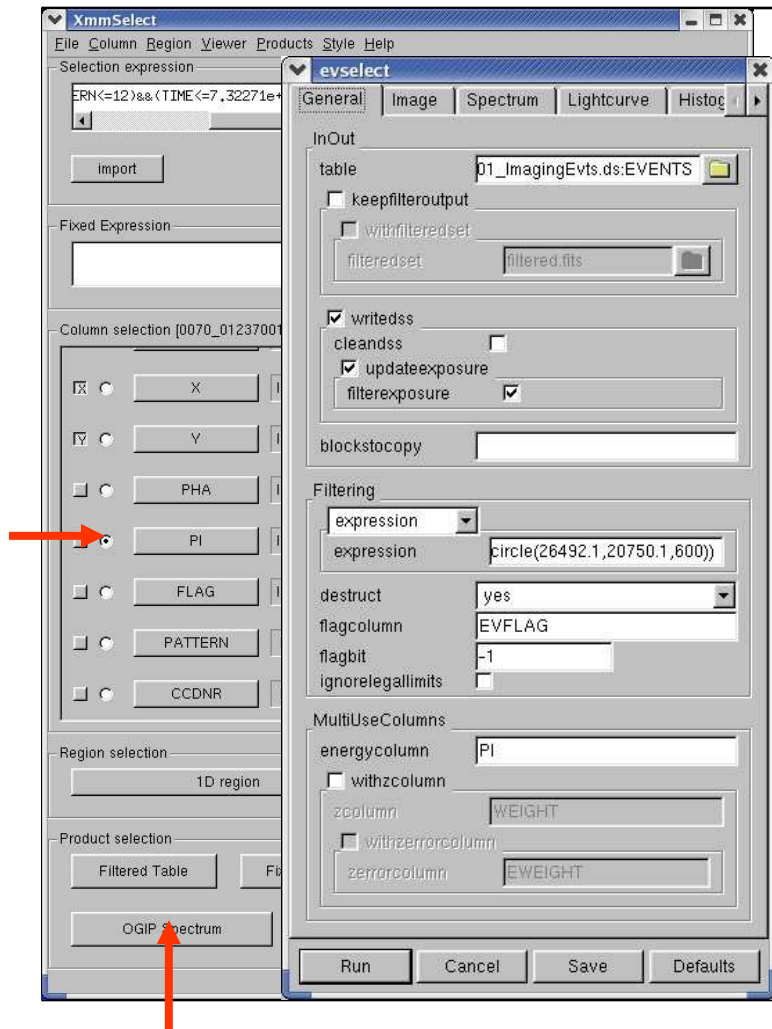 XmmSelect
File Column Region Viewer Products Style Help
Selection expression
ERN<=12)&&(TIME<=7.32271e+
import
Fixed Expression
Column selection [0070_01237001
X X
Y Y
PHA
PI
FLAG
PATTERN
CCDNR
Region selection
1D region
Product selection
Filtered Table
OGIP Spectrum
evselect
General Image Spectrum Lightcurve Histog
InOut
table 01_ImagingEvts.ds:EVENTS
keepfilteroutput
withfilteredset
filteredset filtered.fits
writedss
cleandss
updateexposure
filterexposure
blockstocopy
Filtering
expression
expression circle(26492.1,20750.1,600))
destruct yes
flagcolumn EVFLAG
flagbit -1
ignorelegallimits
MultiUseColumns
energycolumn PI
withzcolumn
zcolumn WEIGHT
withzerrorcolumn
zerrorcolumn EWEIGHT
Run Cancel Save Defaults